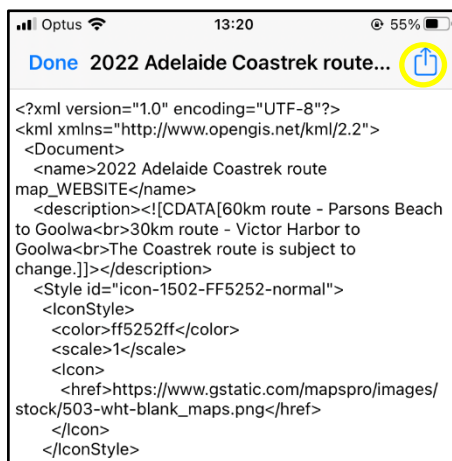 Optus 13:20 55%
Done 2022 Adelaide Coastrek route...
<?xml version="1.0" encoding="UTF-8"?>
<kml xmlns="http://www.opengis.net/kml/2.2">
<Document>
<name>2022 Adelaide Coastrek route
map_WEBSITE</name>
<description><![CDATA[60km route - Parsons Beach
to Goolwa<br>30km route - Victor Harbor to
Goolwa<br>The Coastrek route is subject to
change.]]></description>
<Style id="icon-1502-FF5252-normal">
<IconStyle>
<color>ff5252ff</color>
<scale>1</scale>
<Icon>
<href>https://www.gstatic.com/mapspro/images/
stock/503-wht-blank_maps.png</href>
</Icon>
</IconStyle>